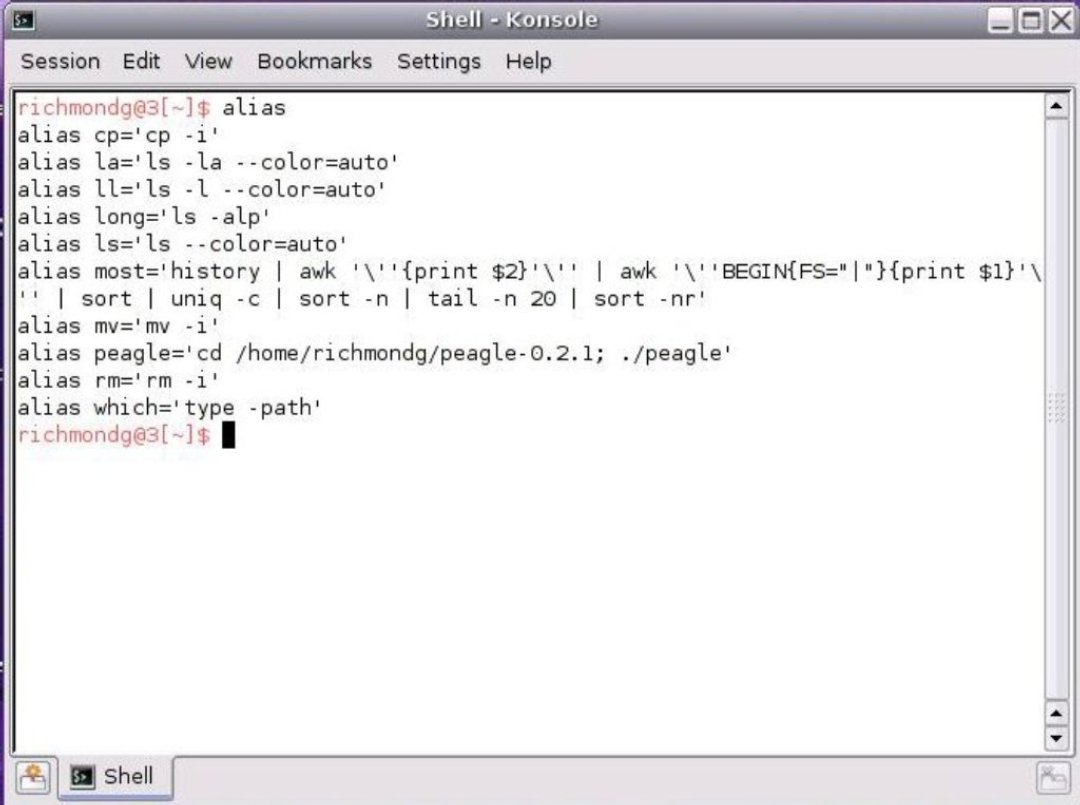 Shell - Konsole
Session Edit View Bookmarks Settings Help
richmondg@3[~]$ alias
alias cp='cp -i'
alias la='ls -la --color=auto'
alias ll='ls -l --color=auto'
alias long='ls -alp'
alias ls='ls --color=auto'
alias most='history | awk '\''{print $2}'\'' | awk '\''BEGIN{FS="|"}{print $1}'\
'' | sort | uniq -c | sort -n | tail -n 20 | sort -nr'
alias mv='mv -i'
alias peagle='cd /home/richmondg/peagle-0.2.1; ./peagle'
alias rm='rm -i'
alias which='type -path'
richmondg@3[~]$
Shell